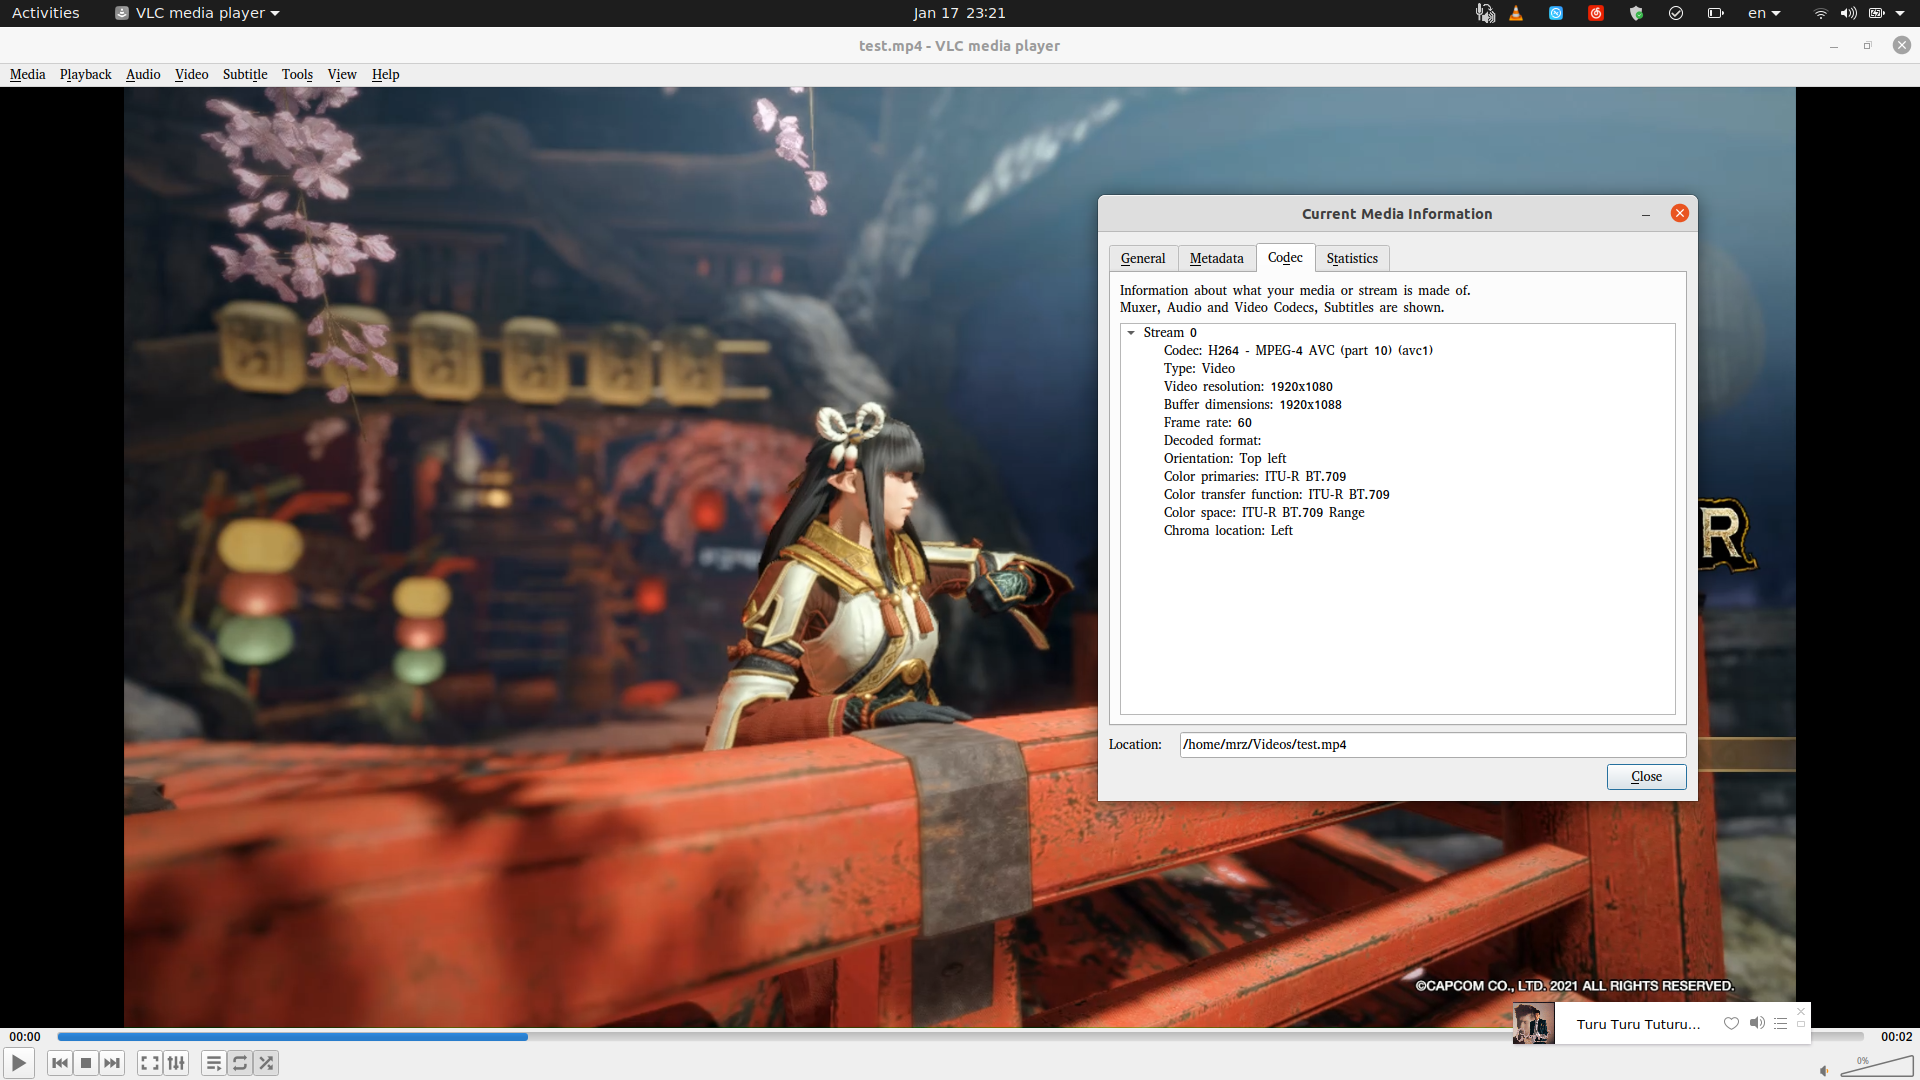 Activities
VLC media player
Jan 17 23:21
en
test.mp4 - VLC media player
Media Playback Audio Video Subtitle Tools View Help
Current Media Information
General Metadata Codec Statistics
Information about what your media or stream is made of.
Muxer, Audio and Video Codecs, Subtitles are shown.
Stream 0
Codec: H264 - MPEG-4 AVC (part 10) (avc1)
Type: Video
Video resolution: 1920x1080
Buffer dimensions: 1920x1088
Frame rate: 60
Decoded format:
Orientation: Top left
Color primaries: ITU-R BT.709
Color transfer function: ITU-R BT.709
Color space: ITU-R BT.709 Range
Chroma location: Left
R
Location: /home/mrz/Videos/test.mp4
Close
©CAPCOM CO., LTD. 2021 ALL RIGHTS RESERVED.
Turu Turu Tuturu...
00:00
00:02
0%